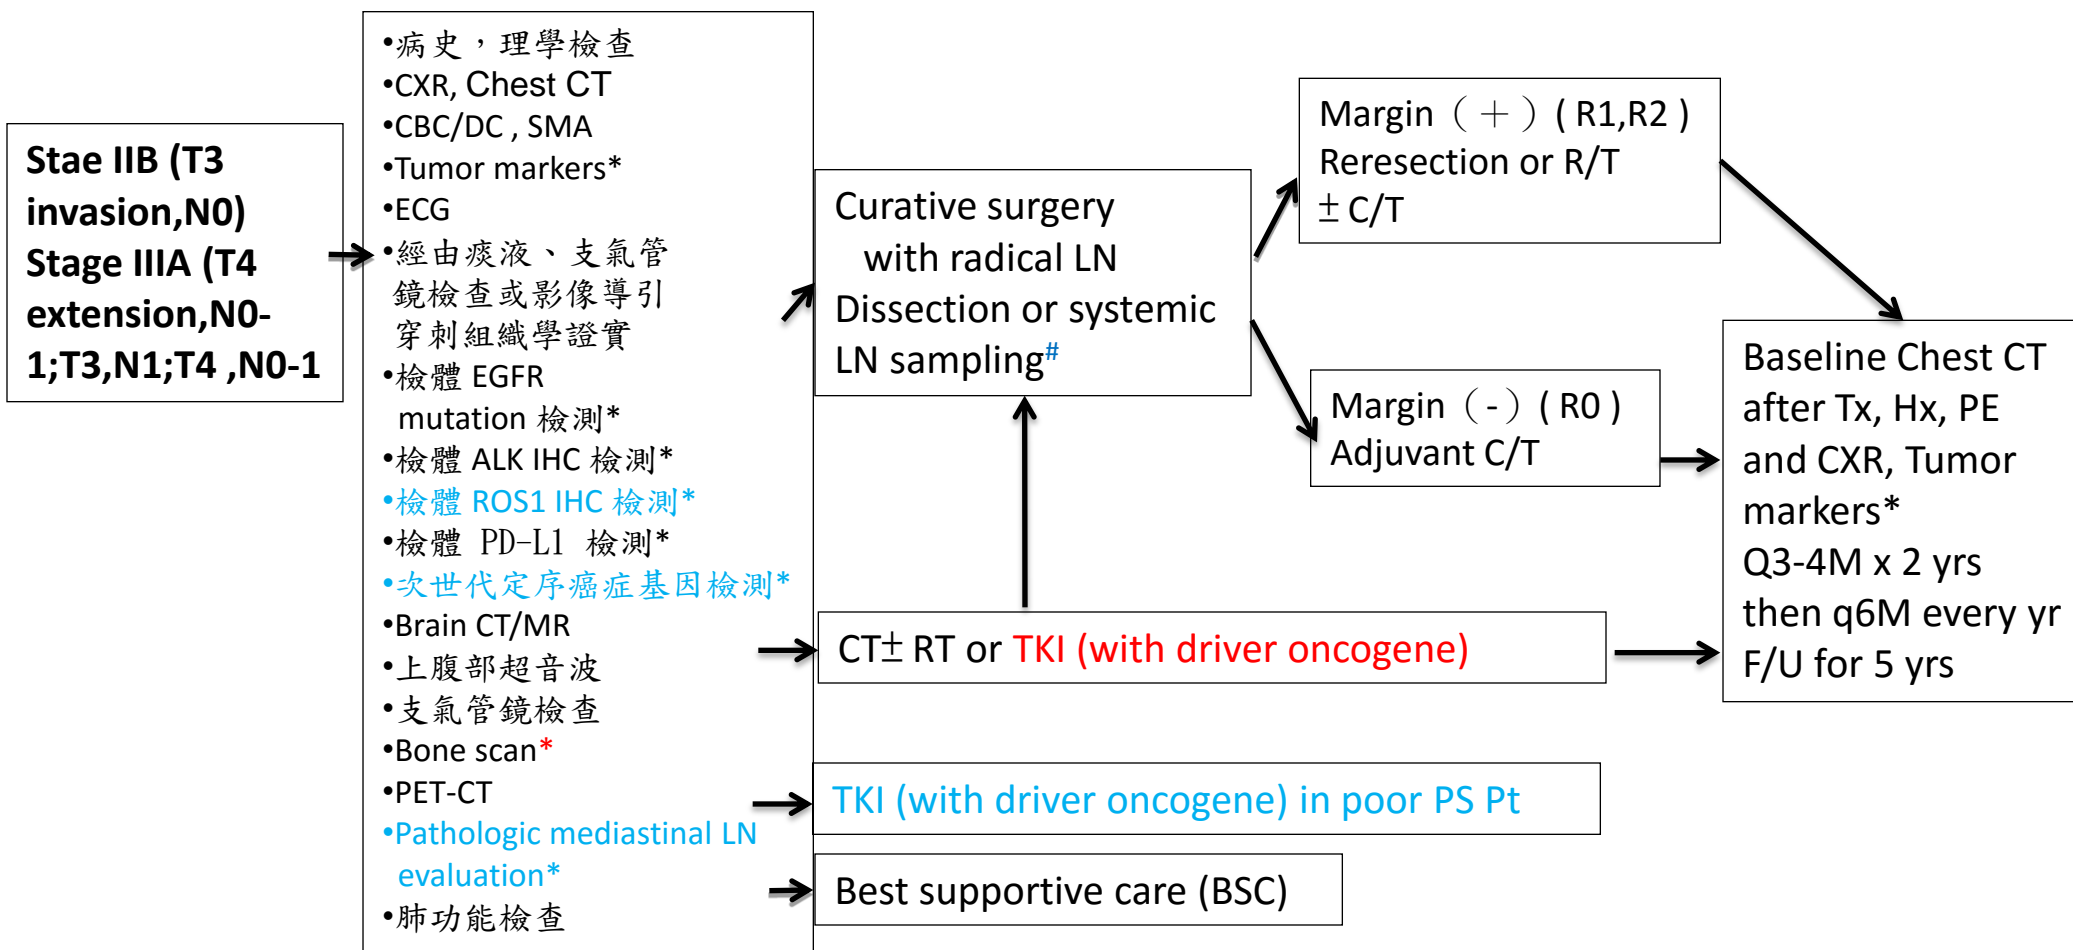 Stae IIB (T3
invasion,N0)
Stage IIIA (T4
extension,N0-
1;T3,N1;T4 ,N0-1
•病史，理學檢查
•CXR, Chest CT
•CBC/DC , SMA
•Tumor markers*
•ECG
•經由痰液、支氣管
鏡檢查或影像導引
穿刺組織學證實
•檢體 EGFR
mutation 檢測*
•檢體 ALK IHC 檢測*
•檢體 ROS1 IHC 檢測*
•檢體 PD-L1 檢測*
•次世代定序癌症基因檢測*
•Brain CT/MR
•上腹部超音波
•支氣管鏡檢查
•Bone scan*
•PET-CT
•Pathologic mediastinal LN
evaluation*
•肺功能檢查
Curative surgery
with radical LN
Dissection or systemic
LN sampling#
CT± RT or TKI (with driver oncogene)
TKI (with driver oncogene) in poor PS Pt
Best supportive care (BSC)
Margin（＋）( R1,R2 )
Reresection or R/T
± C/T
Margin（-）( R0 )
Adjuvant C/T
Baseline Chest CT
after Tx, Hx, PE
and CXR, Tumor
markers*
Q3-4M x 2 yrs
then q6M every yr
F/U for 5 yrs